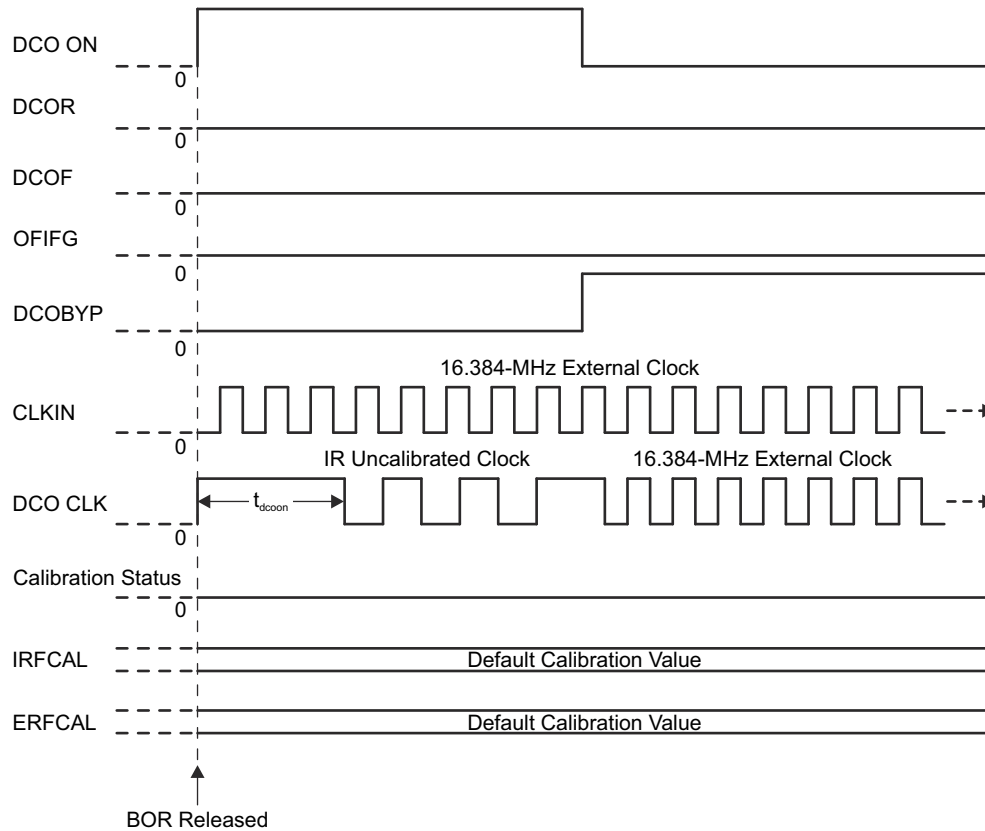 DCO ON
0
DCOR
0
DCOF
0
OFIFG
0
DCOBYP
0
16.384-MHz External Clock
CLKIN
0
IR Uncalibrated Clock 16.384-MHz External Clock
DCO CLK
tdcoon
0
Calibration Status
0
IRFCAL
Default Calibration Value
ERFCAL
Default Calibration Value
BOR Released